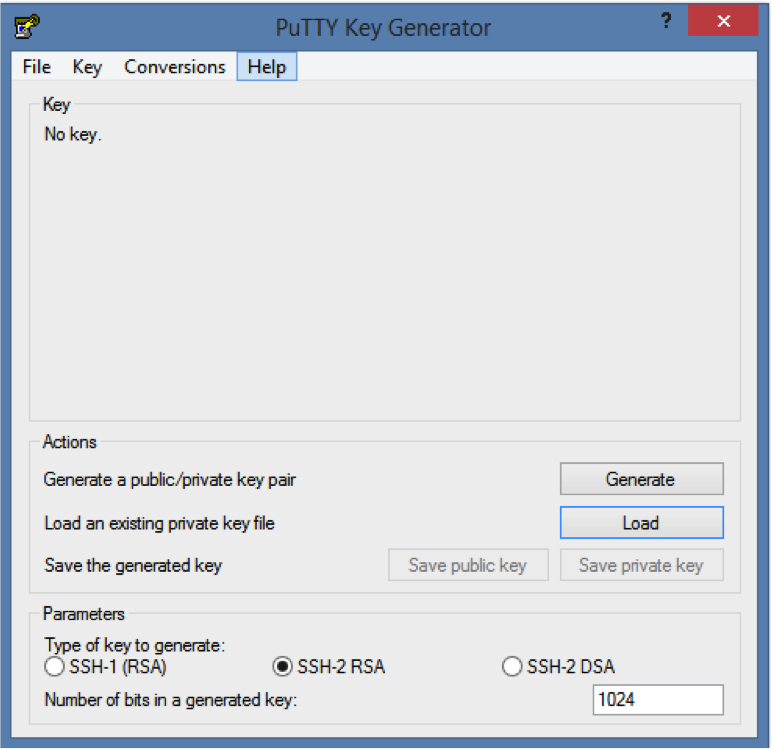 PuTTY Key Generator ?
File Key Conversions Help
Key
No key.
Actions
Generate a public/private key pair Generate
Load an existing private key file Load
Save the generated key Save public key Save private key
Parameters
Type of key to generate:
SSH-1 (RSA) SSH-2 RSA SSH-2 DSA
Number of bits in a generated key: 1024